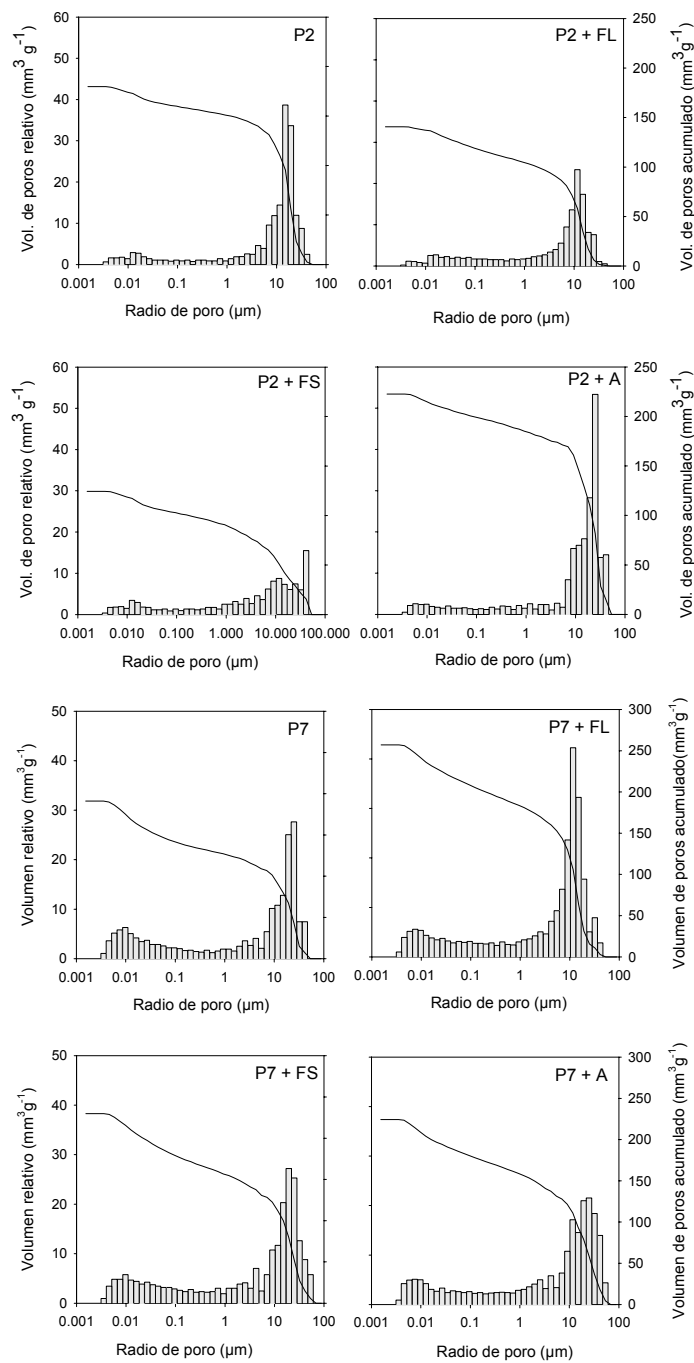 P2
P2 + FL
Vol. de poros relativo (mm³ g⁻¹)
60
50
40
30
20
10
0
0.001 0.01 0.1 1 10 100
Radio de poro (µm)
0.001 0.01 0.1 1 10 100
Radio de poro (µm)
250
200
150
100
50
0
Vol. de poros acumulado (mm³ g⁻¹)
P2 + FS
P2 + A
Vol. de poro relativo (mm³ g⁻¹)
60
50
40
30
20
10
0
0.001 0.010 0.100 1.000 10.000 100.000
Radio de poro (µm)
0.001 0.01 0.1 1 10 100
Radio de poro (µm)
250
200
150
100
50
0
Vol. de poros acumulado (mm³ g⁻¹)
P7
P7 + FL
Volumen relativo (mm³g⁻¹)
50
40
30
20
10
0
0.001 0.01 0.1 1 10 100
Radio de poro (µm)
0.001 0.01 0.1 1 10 100
Radio de poro (µm)
300
250
200
150
100
50
0
Volumen de poros acumulado(mm³g⁻¹)
P7 + FS
P7 + A
Volumen relativo (mm³g⁻¹)
50
40
30
20
10
0
0.001 0.01 0.1 1 10 100
Radio de poro (µm)
0.001 0.01 0.1 1 10 100
Radio de poro (µm)
300
250
200
150
100
50
0
Volumen de poros acumulado (mm³g⁻¹)